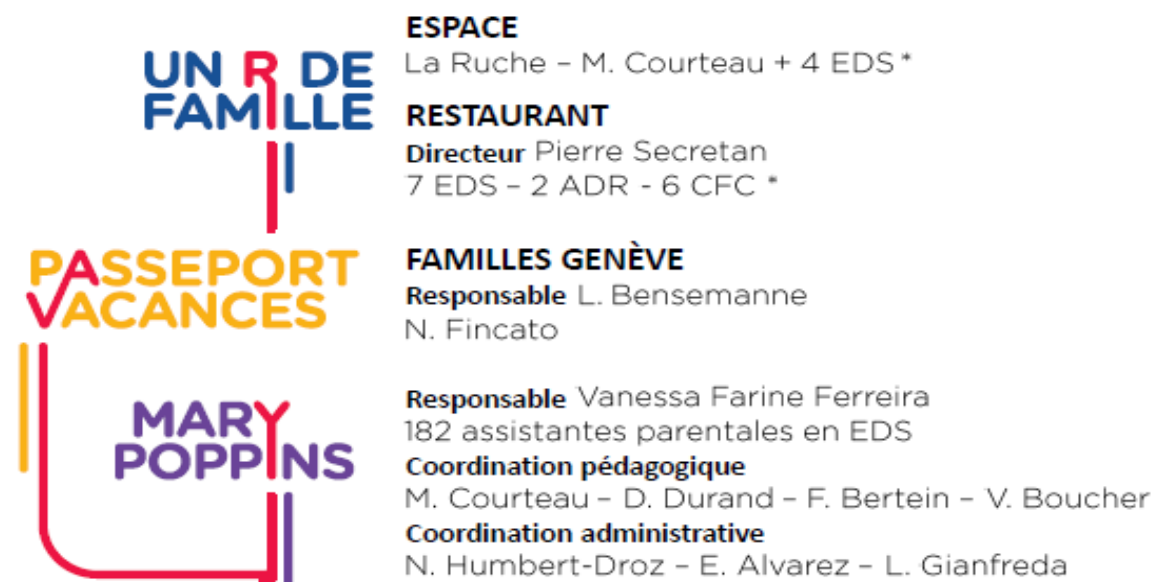 UN R DE
FAMILLE
ESPACE
La Ruche – M. Courteau + 4 EDS *
RESTAURANT
Directeur Pierre Secretan
7 EDS – 2 ADR - 6 CFC *
PASSEPORT
VACANCES
FAMILLES GENÈVE
Responsable L. Bensemanne
N. Fincato
MARY
POPPINS
Responsable Vanessa Farine Ferreira
182 assistantes parentales en EDS
Coordination pédagogique
M. Courteau – D. Durand – F. Bertein – V. Boucher
Coordination administrative
N. Humbert-Droz – E. Alvarez – L. Gianfreda